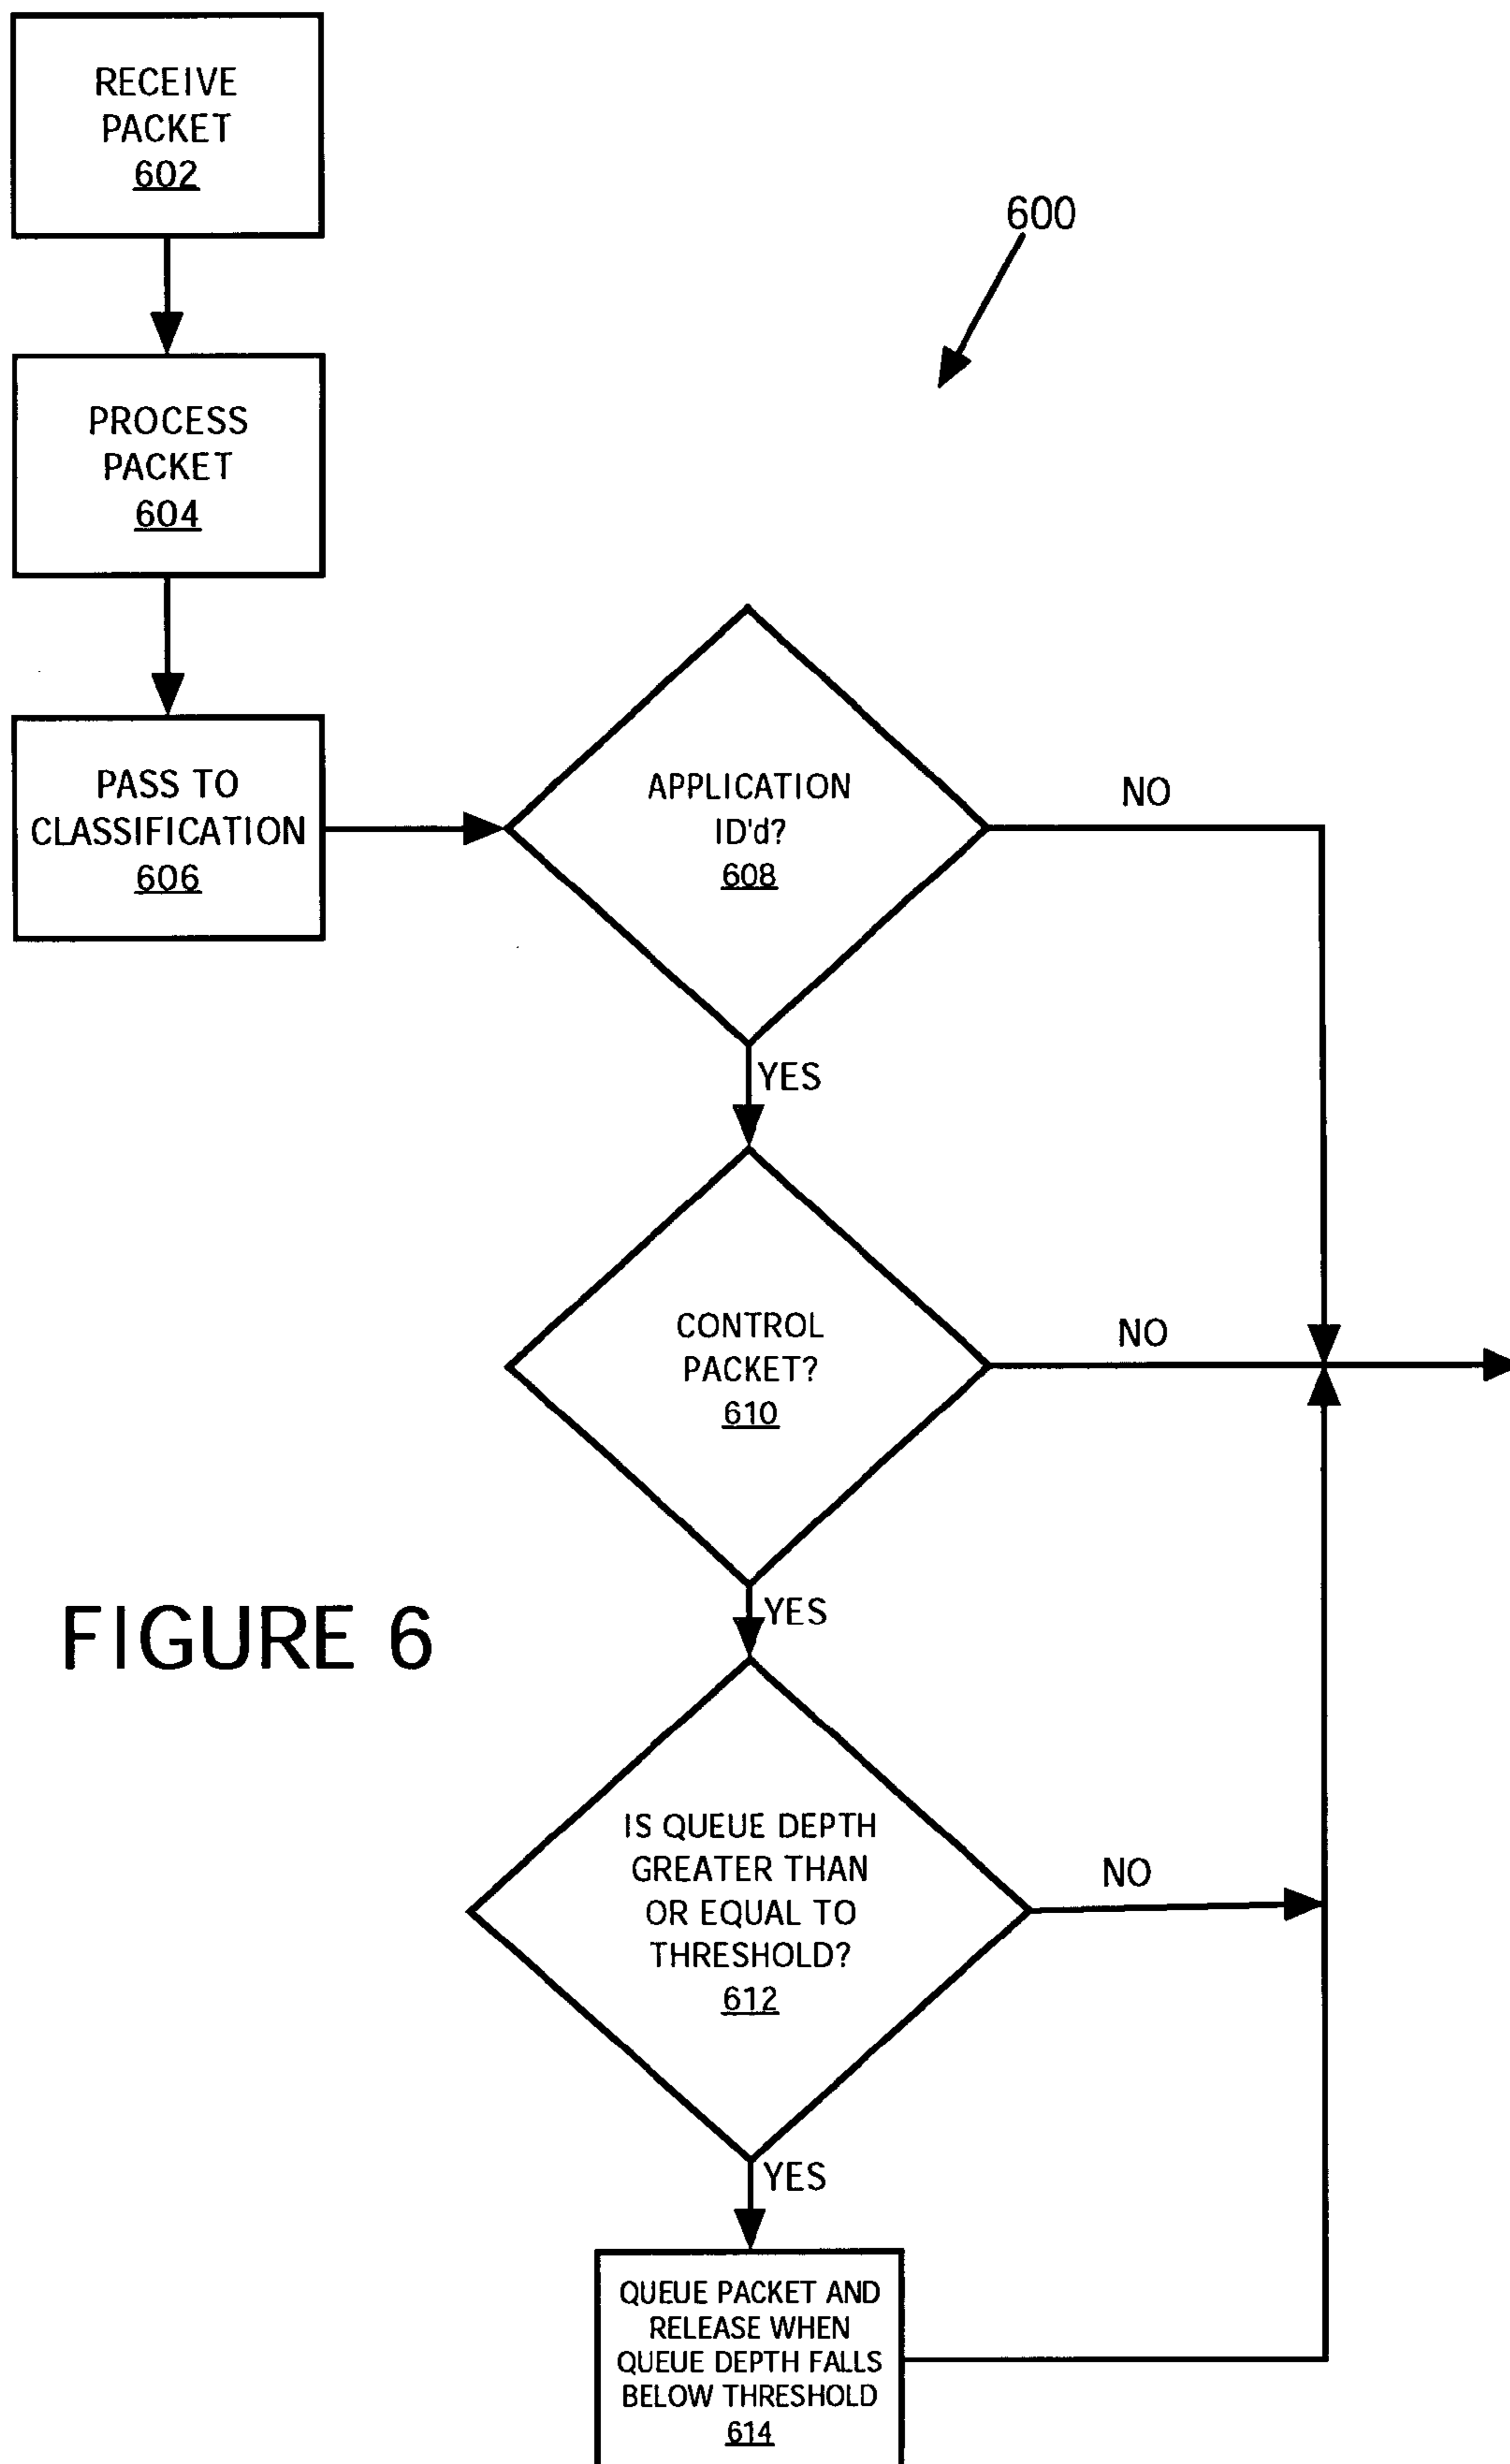 RECEIVE
PACKET
602
600
PROCESS
PACKET
604
PASS TO
CLASSIFICATION
606
APPLICATION
ID'd?
608
NO
YES
CONTROL
PACKET?
610
NO
YES
FIGURE 6
IS QUEUE DEPTH
GREATER THAN
OR EQUAL TO
THRESHOLD?
612
NO
YES
QUEUE PACKET AND
RELEASE WHEN
QUEUE DEPTH FALLS
BELOW THRESHOLD
614